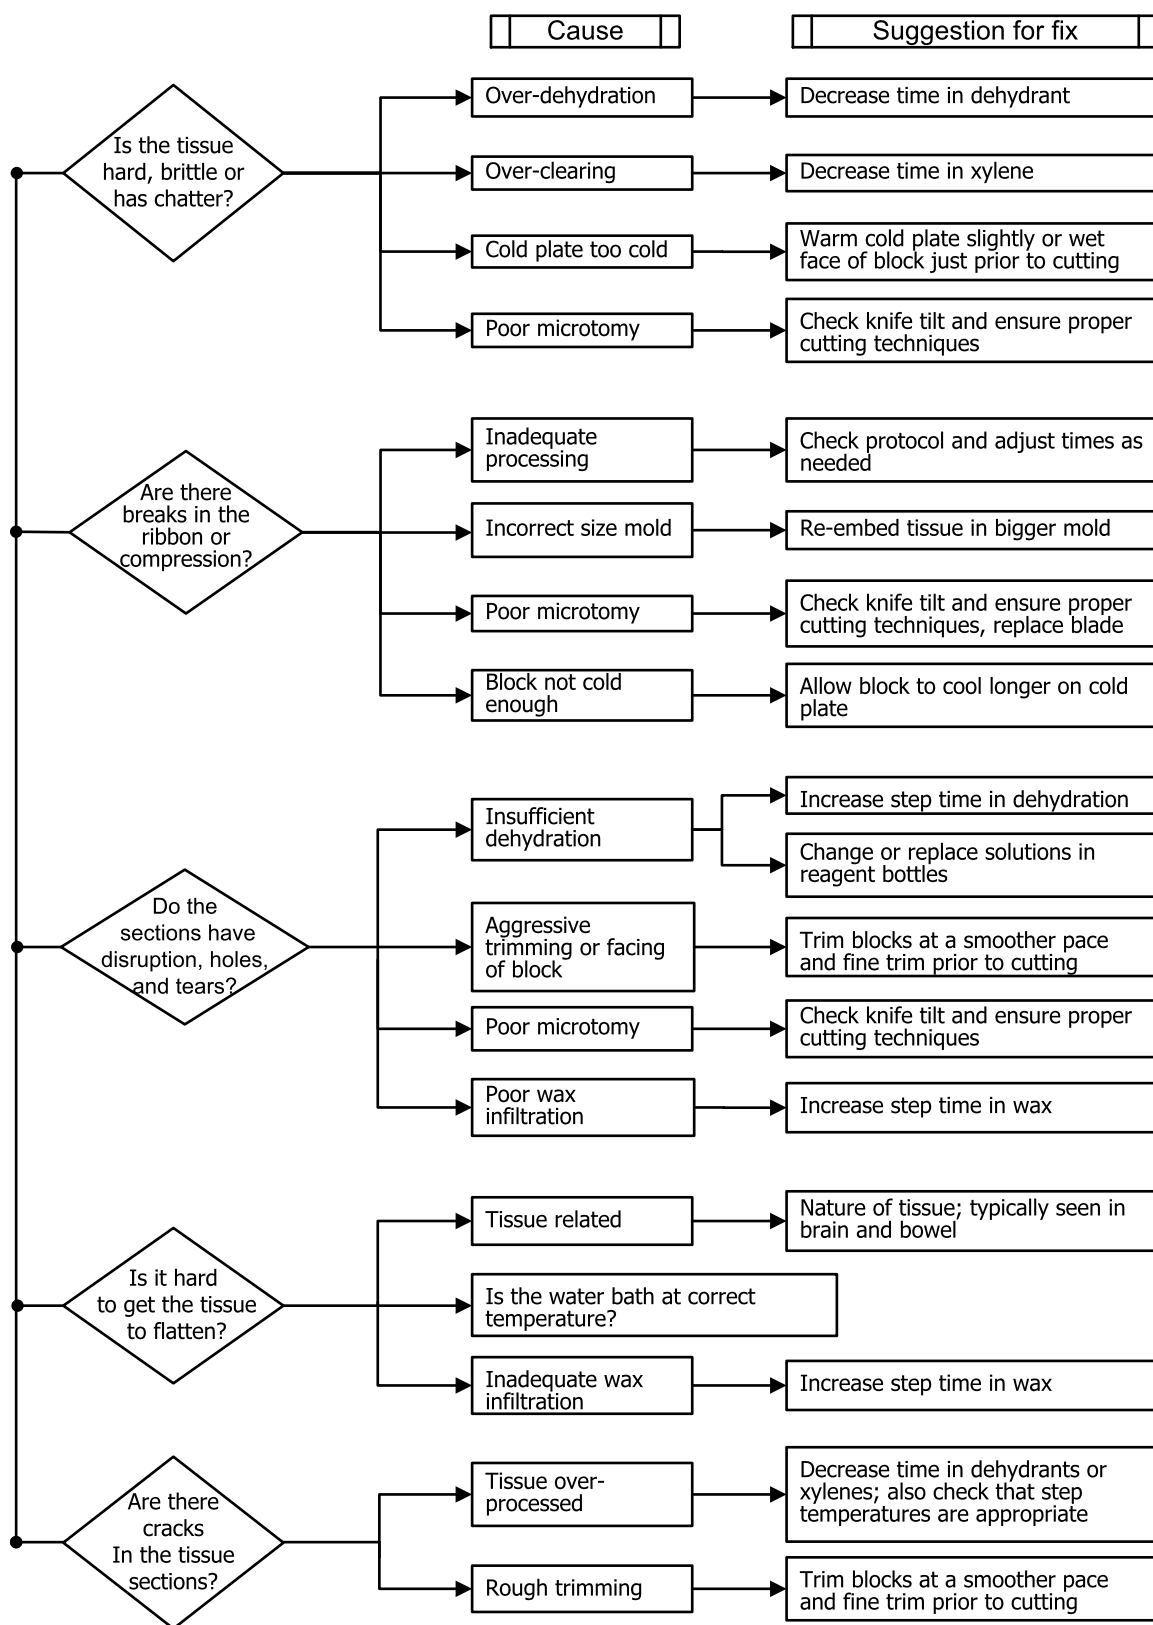 Cause
Suggestion for fix
Is the tissue
hard, brittle or
has chatter?
Over-dehydration
Decrease time in dehydrant
Over-clearing
Decrease time in xylene
Cold plate too cold
Warm cold plate slightly or wet
face of block just prior to cutting
Poor microtomy
Check knife tilt and ensure proper
cutting techniques
Are there
breaks in the
ribbon or
compression?
Inadequate
processing
Check protocol and adjust times as
needed
Incorrect size mold
Re-embed tissue in bigger mold
Poor microtomy
Check knife tilt and ensure proper
cutting techniques, replace blade
Block not cold
enough
Allow block to cool longer on cold
plate
Do the
sections have
disruption, holes,
and tears?
Insufficient
dehydration
Increase step time in dehydration
Change or replace solutions in
reagent bottles
Aggressive
trimming or facing
of block
Trim blocks at a smoother pace
and fine trim prior to cutting
Poor microtomy
Check knife tilt and ensure proper
cutting techniques
Poor wax
infiltration
Increase step time in wax
Is it hard
to get the tissue
to flatten?
Tissue related
Nature of tissue; typically seen in
brain and bowel
Is the water bath at correct
temperature?
Inadequate wax
infiltration
Increase step time in wax
Are there
cracks
In the tissue
sections?
Tissue over-
processed
Decrease time in dehydrants or
xylenes; also check that step
temperatures are appropriate
Rough trimming
Trim blocks at a smoother pace
and fine trim prior to cutting